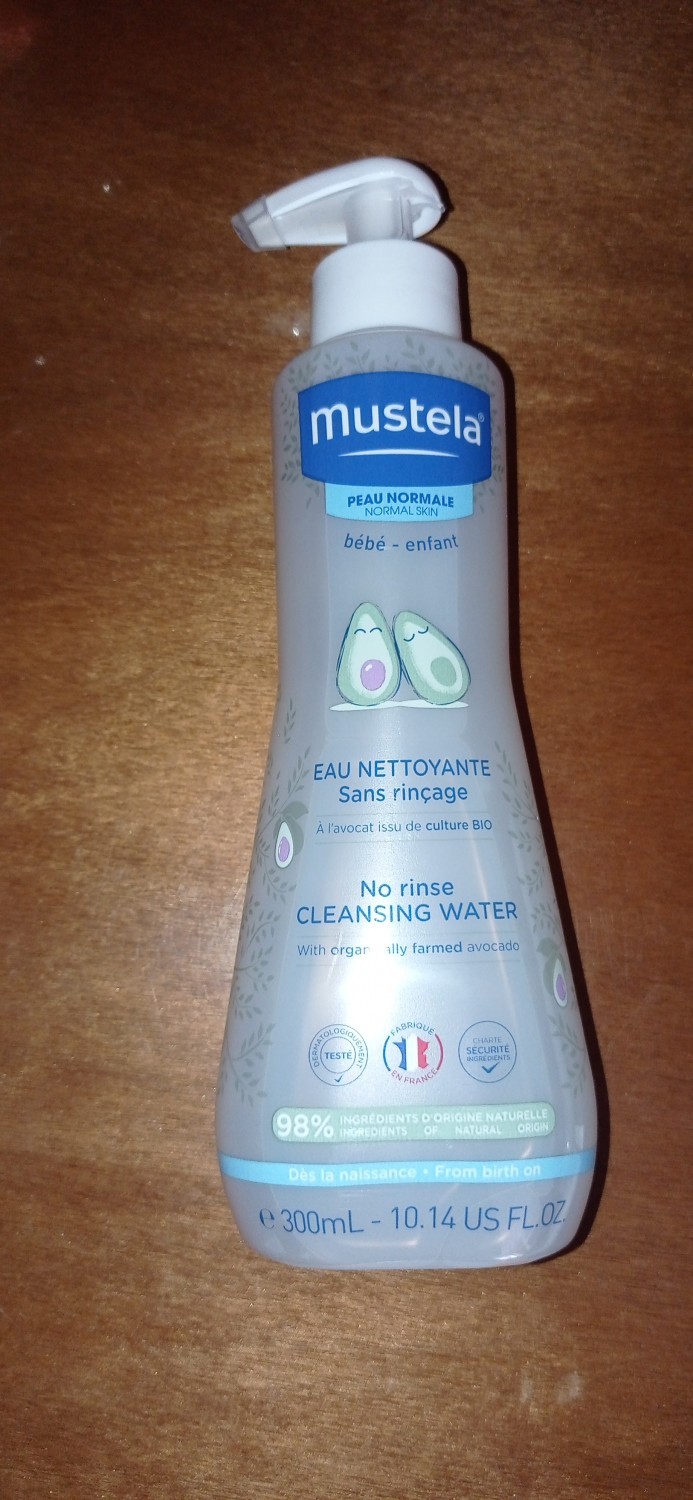 mustela®
PEAU NORMALE
NORMAL SKIN
bébé - enfant
EAU NETTOYANTE
Sans rinçage
À l'avocat issu de culture BIO
No rinse
CLEANSING WATER
With organically farmed avocado
DERMATOLOGIQUEMENT
TESTÉ
FABRIQUÉ
EN FRANCE
CHARTE
SÉCURITÉ
INGRÉDIENTS
98% INGRÉDIENTS D'ORIGINE NATURELLE
INGREDIENTS OF NATURAL ORIGIN
Dès la naissance • From birth on
℮ 300mL - 10.14 US FL.OZ.